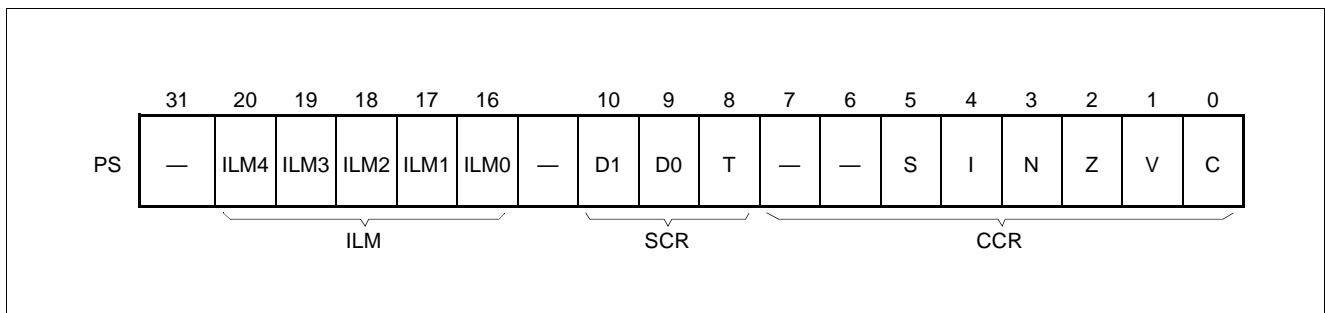 31 20 19 18 17 16 10 9 8 7 6 5 4 3 2 1 0
PS — ILM4 ILM3 ILM2 ILM1 ILM0 — D1 D0 T — — S I N Z V C
ILM SCR CCR